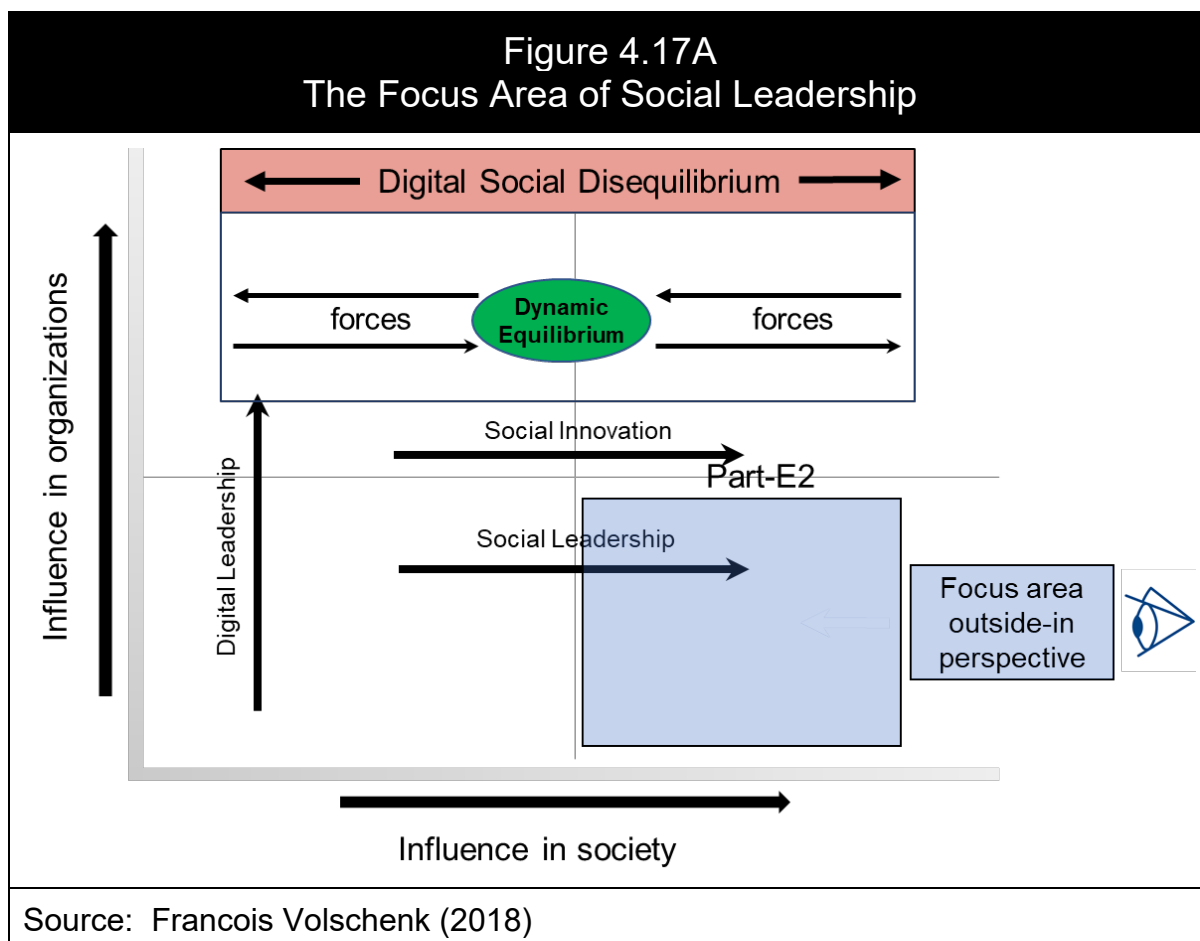 Figure 4.17A
The Focus Area of Social Leadership
Digital Social Disequilibrium
Influence in organizations
forces
Dynamic
Equilibrium
forces
Social Innovation
Part-E2
Digital Leadership
Social Leadership
Focus area
outside-in
perspective
Influence in society
Source: Francois Volschenk (2018)